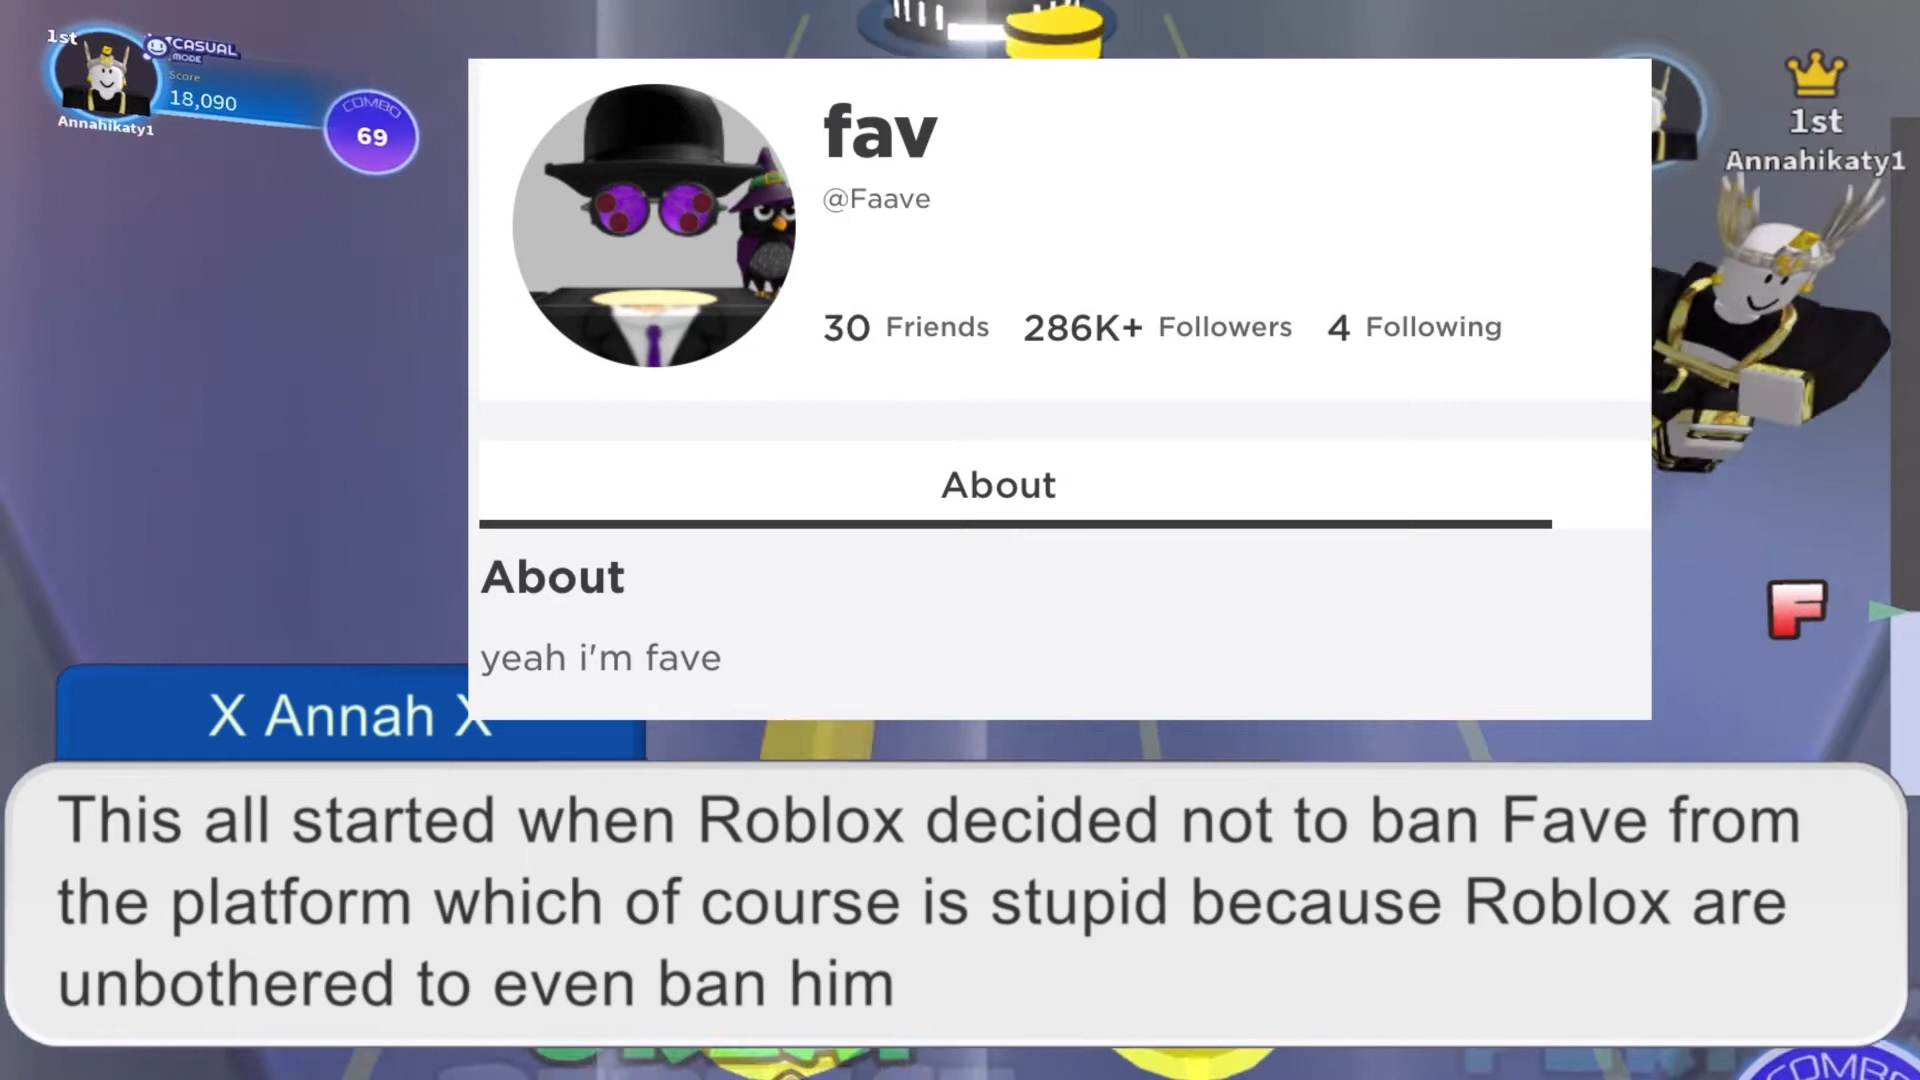 1st
CASUAL
MODE
Score
18,090
Annahikaty1
COMBO
69
fav
@Faave
30 Friends 286K+ Followers 4 Following
1st
Annahikaty1
About
About
yeah i'm fave
F
X Annah X
This all started when Roblox decided not to ban Fave from
the platform which of course is stupid because Roblox are
unbothered to even ban him
COMBO